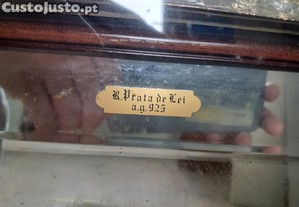 CustoJusto.pt
R. Prata de Lei
a.g. 925